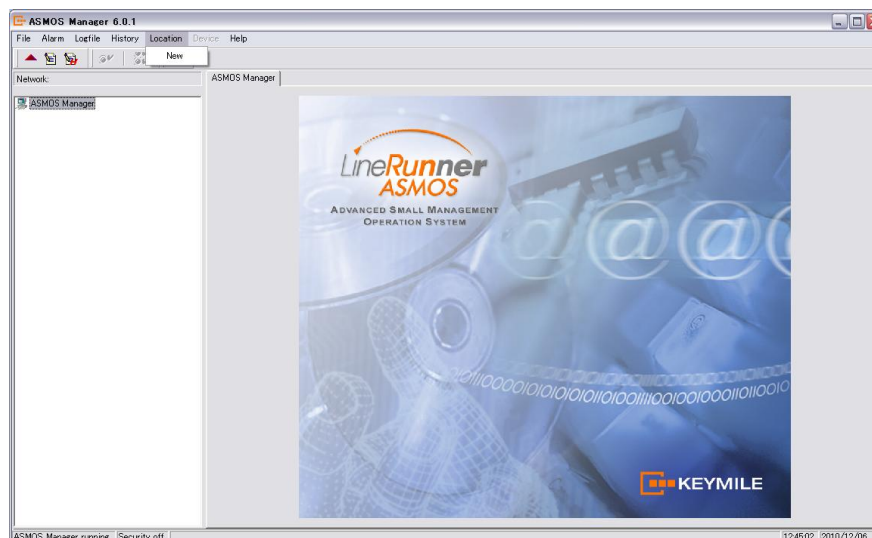 ASMOS Manager 6.0.1
File Alarm Logfile History Location Device Help
New
Network:
ASMOS Manager
ASMOS Manager
LineRunner
ASMOS
ADVANCED SMALL MANAGEMENT
OPERATION SYSTEM
@@@
KEYMILE
ASMOS Manager running Security off 12:45:02 2010/12/06